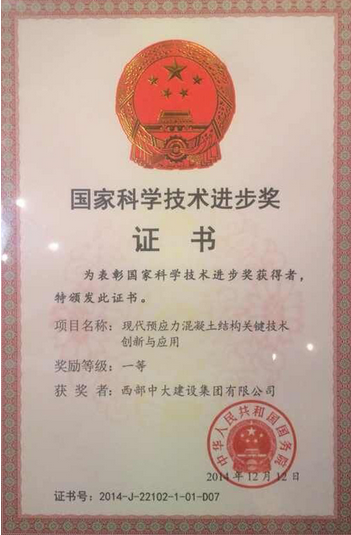 国家科学技术进步奖
证 书
为表彰国家科学技术进步奖获得者，
特颁发此证书。
项目名称：现代预应力混凝土结构关键技术
创新与应用
奖励等级：一等
获 奖 者：西部中大建设集团有限公司
中华人民共和国国务院
2014年12月12日
证书号：2014-J-22102-1-01-D07